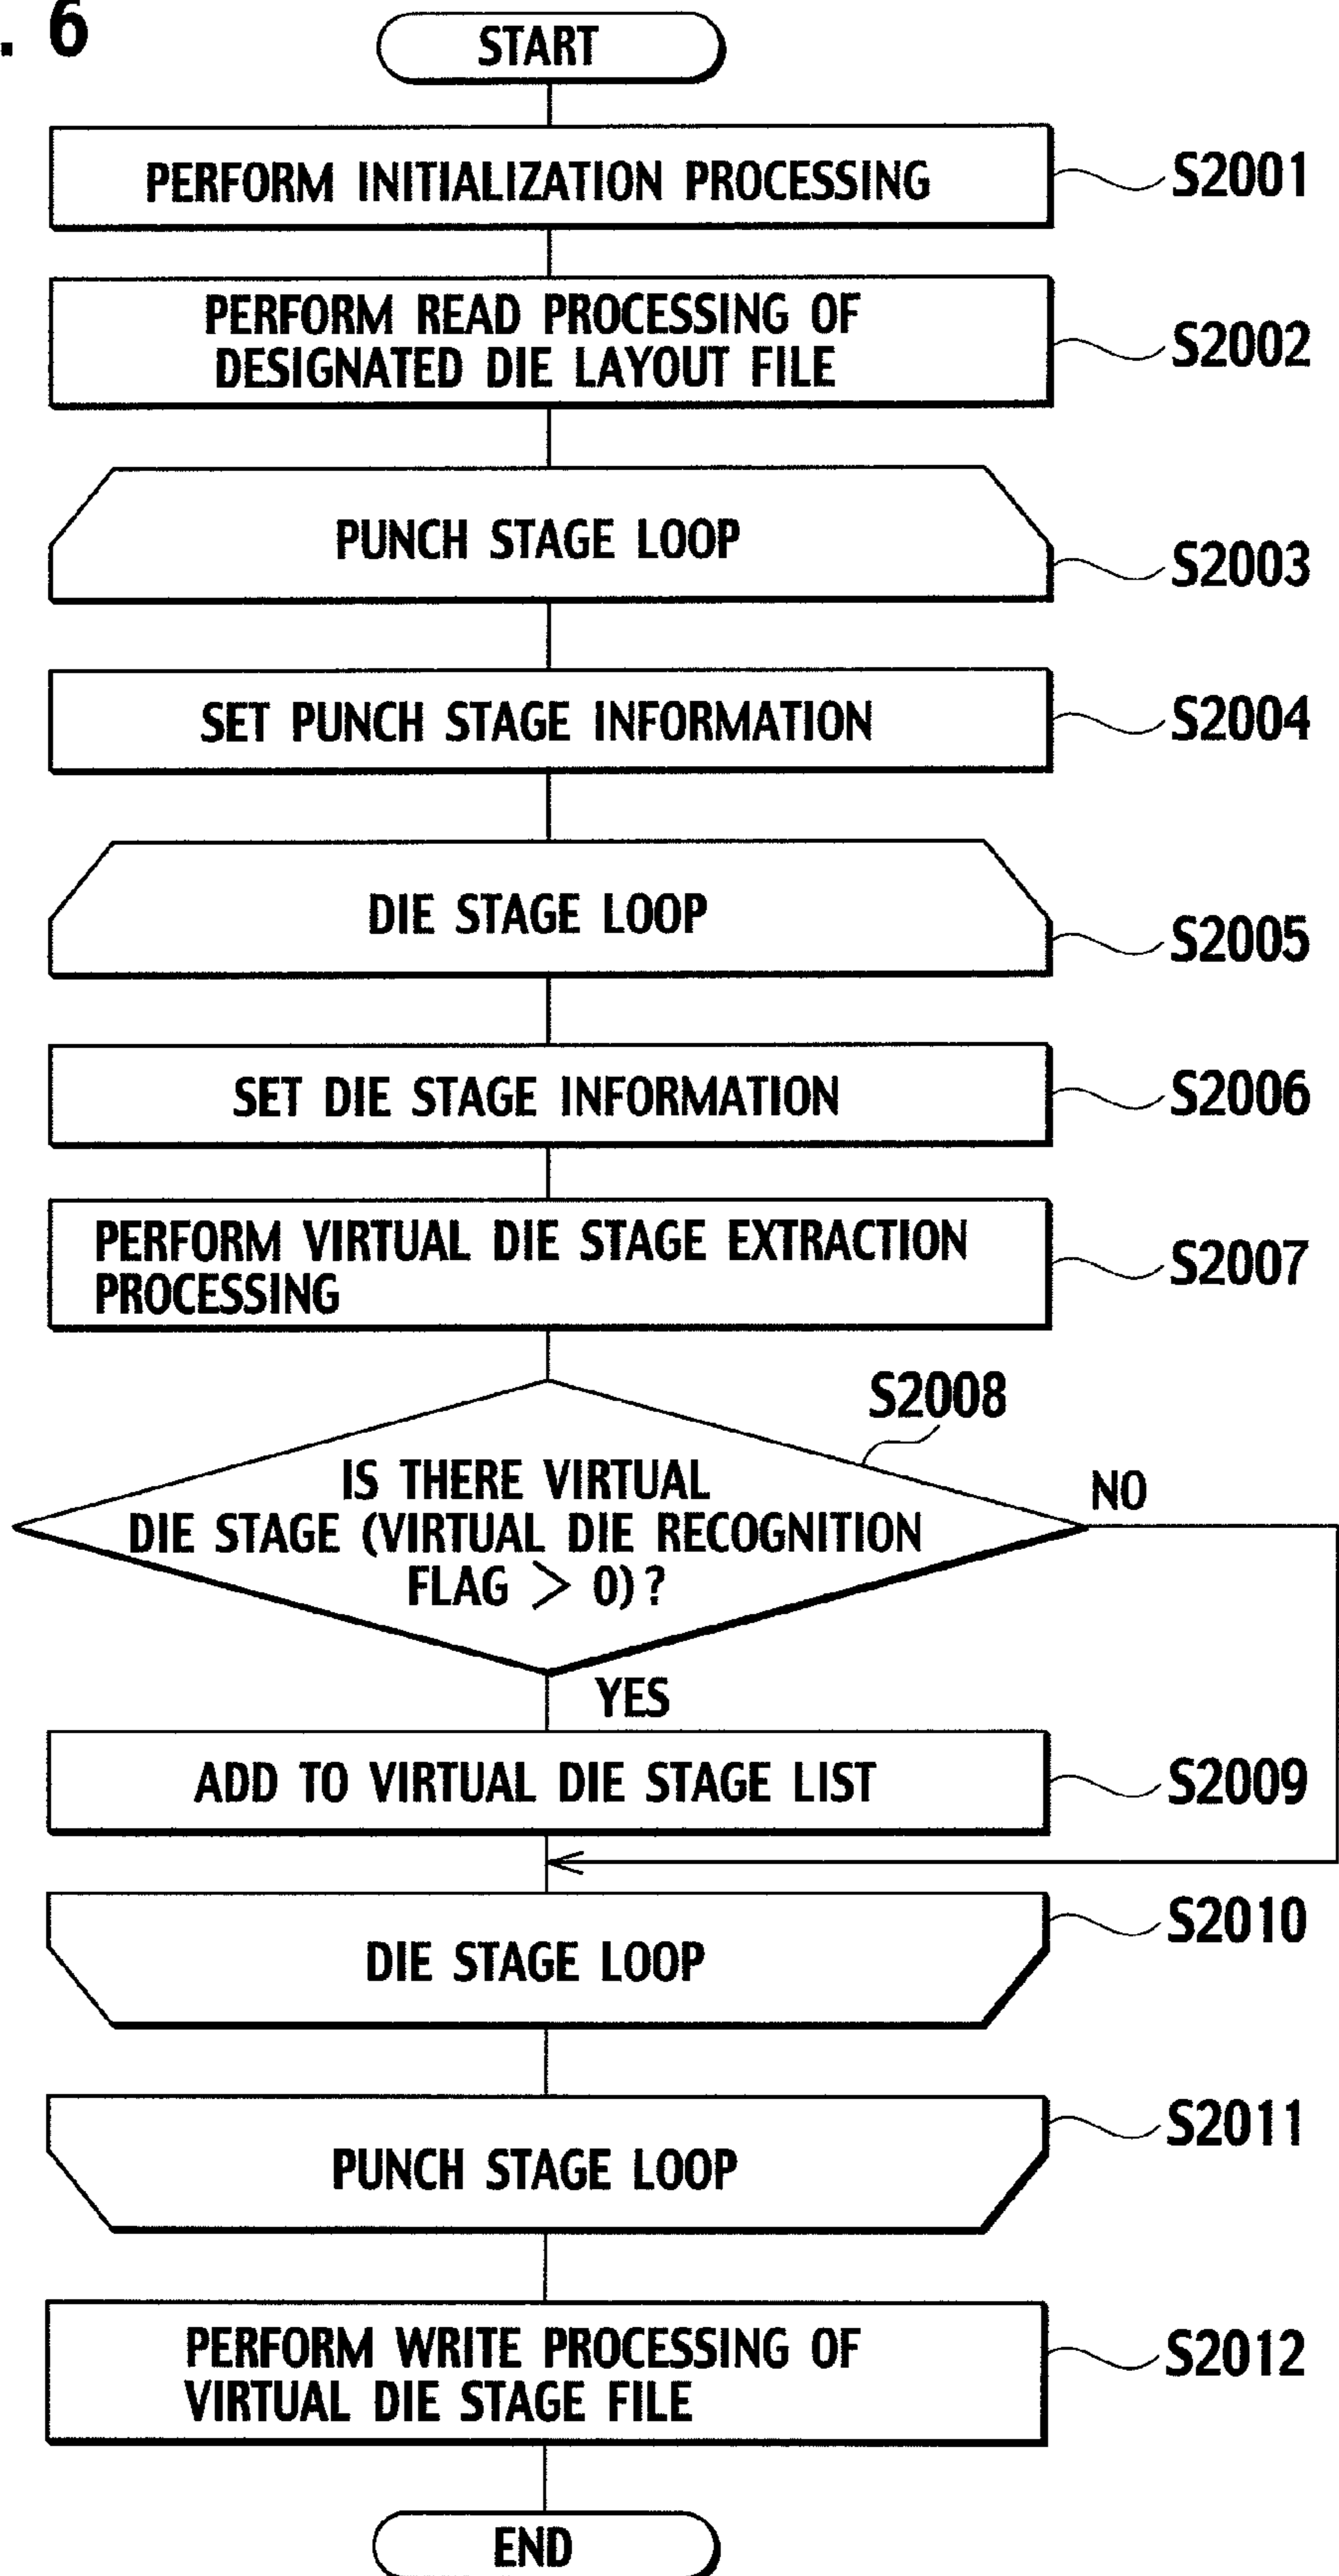 . 6
START
PERFORM INITIALIZATION PROCESSING
S2001
PERFORM READ PROCESSING OF
DESIGNATED DIE LAYOUT FILE
S2002
PUNCH STAGE LOOP
S2003
SET PUNCH STAGE INFORMATION
S2004
DIE STAGE LOOP
S2005
SET DIE STAGE INFORMATION
S2006
PERFORM VIRTUAL DIE STAGE EXTRACTION
PROCESSING
S2007
S2008
IS THERE VIRTUAL
DIE STAGE (VIRTUAL DIE RECOGNITION
FLAG > 0)?
NO
YES
ADD TO VIRTUAL DIE STAGE LIST
S2009
DIE STAGE LOOP
S2010
PUNCH STAGE LOOP
S2011
PERFORM WRITE PROCESSING OF
VIRTUAL DIE STAGE FILE
S2012
END